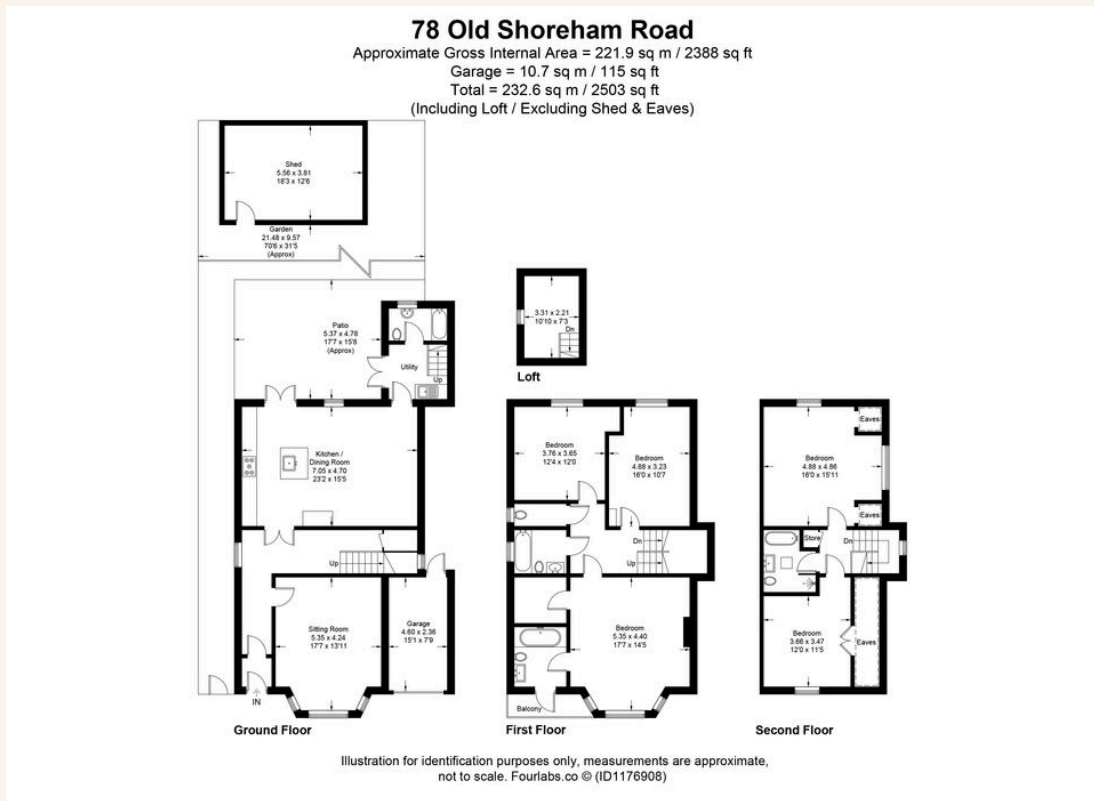 78 Old Shoreham Road
Approximate Gross Internal Area = 221.9 sq m / 2388 sq ft
Garage = 10.7 sq m / 115 sq ft
Total = 232.6 sq m / 2503 sq ft
(Including Loft / Excluding Shed & Eaves)
Shed
5.56 x 3.81
18'3 x 12'6
Garden
21.48 x 9.57
70'6 x 31'5
(Approx)
Patio
5.37 x 4.78
17'7 x 15'8
(Approx)
Utility
Up
Kitchen /
Dining Room
7.05 x 4.70
23'2 x 15'5
Up
Sitting Room
5.35 x 4.24
17'7 x 13'11
Garage
4.60 x 2.36
15'1 x 7'9
IN
Ground Floor
3.31 x 2.21
10'10 x 7'3
Dn
Loft
Bedroom
3.76 x 3.65
12'4 x 12'0
Bedroom
4.88 x 3.23
16'0 x 10'7
Dn
Up
Bedroom
5.35 x 4.40
17'7 x 14'5
Balcony
First Floor
Eaves
Bedroom
4.88 x 4.86
16'0 x 15'11
Eaves
Store
Dn
Bedroom
3.66 x 3.47
12'0 x 11'5
Eaves
Second Floor
Illustration for identification purposes only, measurements are approximate,
not to scale. Fourlabs.co © (ID1176908)